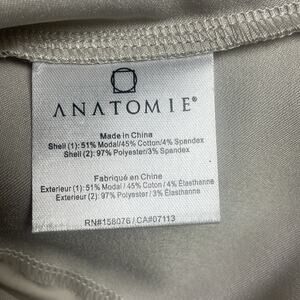 ANATOMIE®
Made in China
Shell (1): 51% Modal/45% Cotton/4% Spandex
Shell (2): 97% Polyester/3% Spandex
Fabriqué en Chine
Exterieur (1): 51% Modal / 45% Coton / 4% Élasthanne
Exterieur (2): 97% Polyester / 3% Élasthanne
RN#158076 / CA#07113